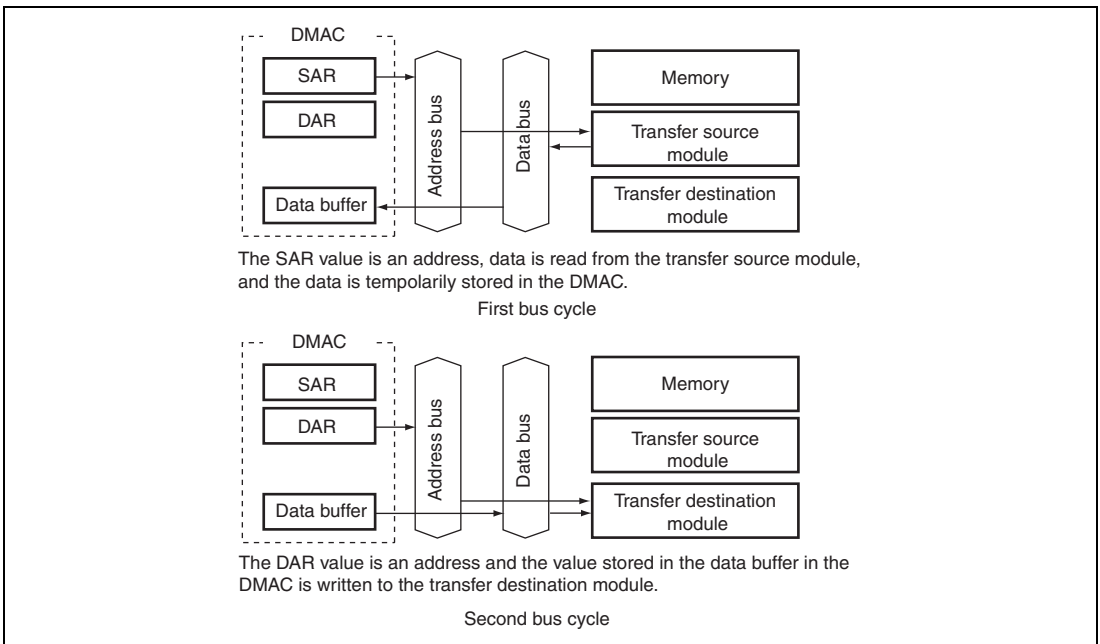 DMAC
SAR
DAR
Data buffer
Address bus
Data bus
Memory
Transfer source
module
Transfer destination
module
The SAR value is an address, data is read from the transfer source module,
and the data is tempolarily stored in the DMAC.
First bus cycle
DMAC
SAR
DAR
Data buffer
Address bus
Data bus
Memory
Transfer source
module
Transfer destination
module
The DAR value is an address and the value stored in the data buffer in the
DMAC is written to the transfer destination module.
Second bus cycle